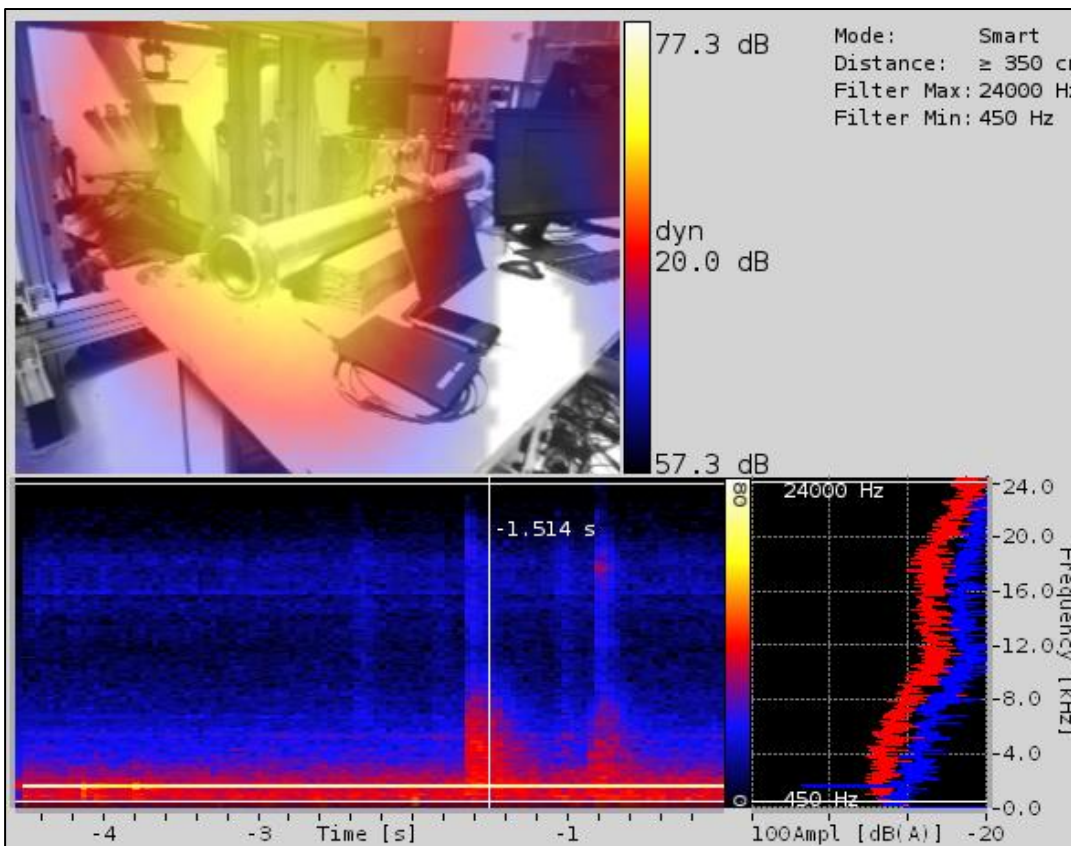 77.3 dB
dyn
20.0 dB
57.3 dB
Mode: Smart
Distance: ≥ 350 cm
Filter Max: 24000 Hz
Filter Min: 450 Hz
-1.514 s
80
0
24000 Hz
450 Hz
-24.0
-20.0
-16.0
-12.0
-8.0
-4.0
-0.0
Frequency [kHz]
-4 -3 Time [s] -1
100 Ampl [dB(A)] -20